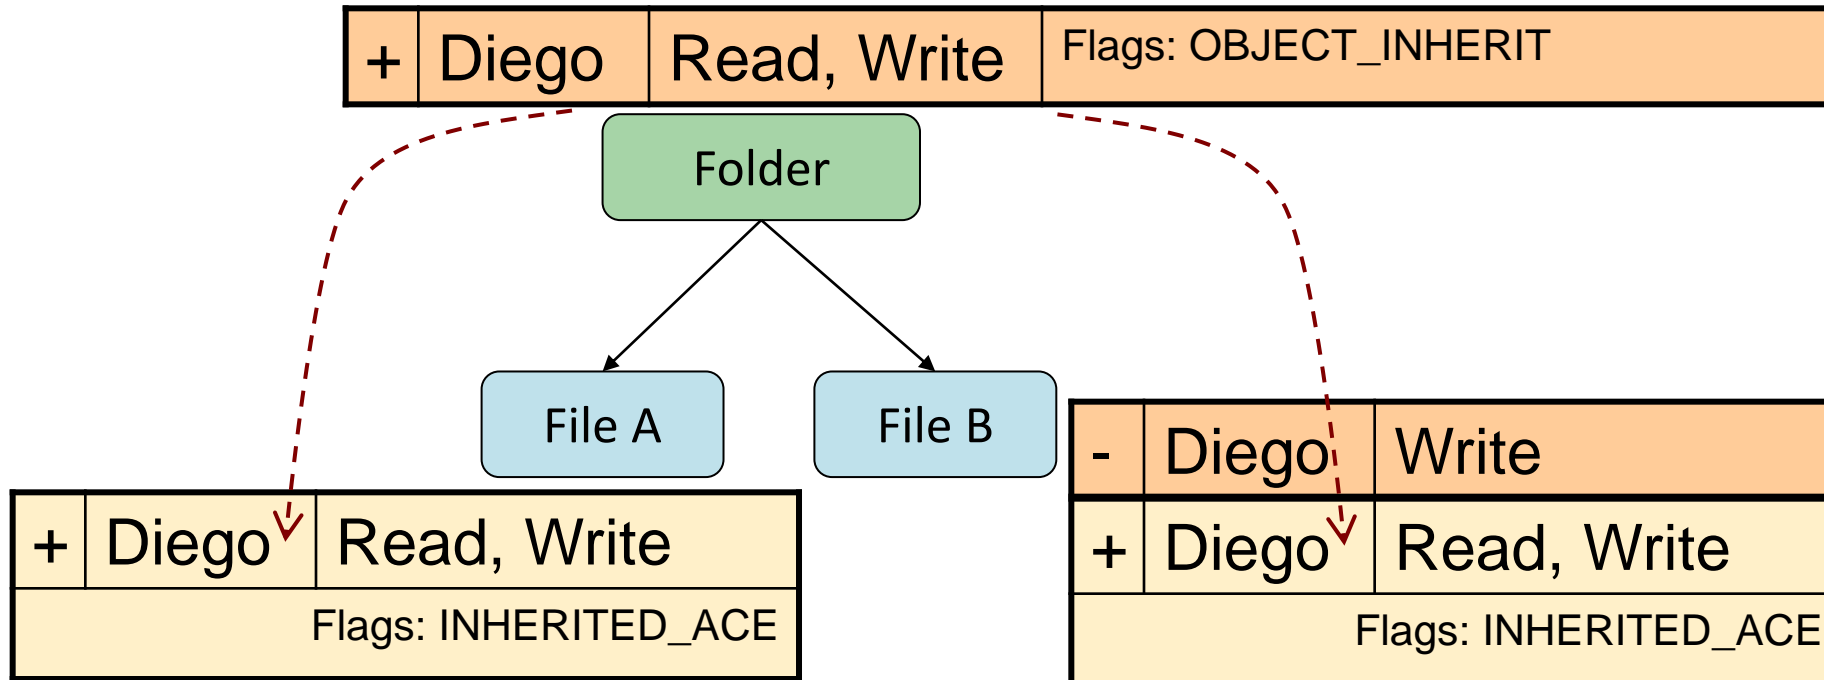 + Diego Read, Write Flags: OBJECT_INHERIT
Folder
File A File B
- Diego Write
+ Diego Read, Write
Flags: INHERITED_ACE
+ Diego Read, Write
Flags: INHERITED_ACE